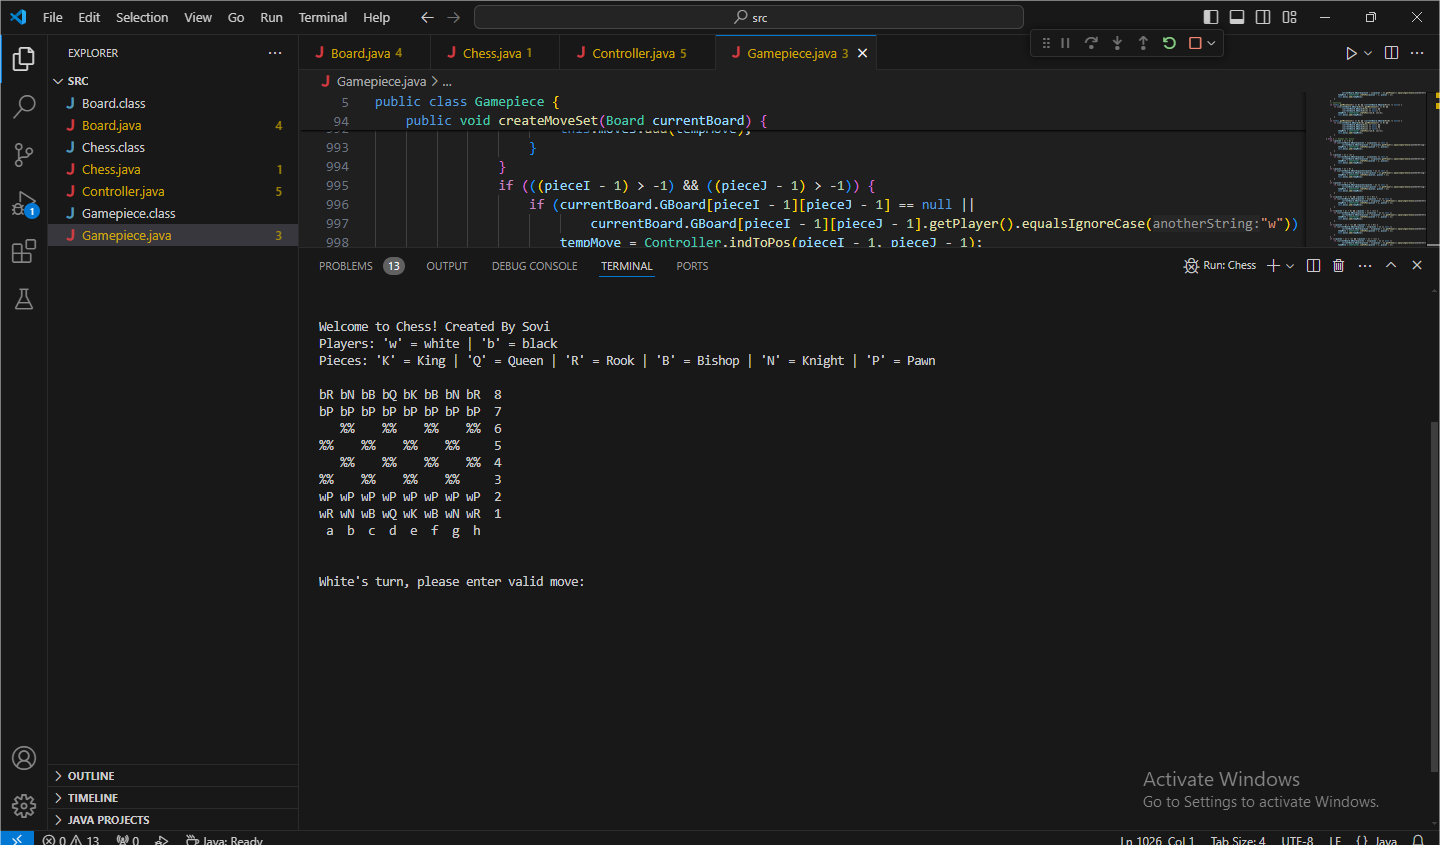 File Edit Selection View Go Run Terminal Help
src
EXPLORER
SRC
Board.class
Board.java 4
Chess.class
Chess.java 1
Controller.java 5
Gamepiece.class
Gamepiece.java 3
1
OUTLINE
TIMELINE
JAVA PROJECTS
Board.java 4 Chess.java 1 Controller.java 5 Gamepiece.java 3
Gamepiece.java > ...
5 public class Gamepiece {
94 public void createMoveSet(Board currentBoard) {
993 }
994 }
995 if (((pieceI - 1) > -1) && ((pieceJ - 1) > -1)) {
996 if (currentBoard.GBoard[pieceI - 1][pieceJ - 1] == null ||
997 currentBoard.GBoard[pieceI - 1][pieceJ - 1].getPlayer().equalsIgnoreCase(anotherString:"w"))
998 tempMove = Controller.indToPos(pieceI - 1, pieceJ - 1);
PROBLEMS 13 OUTPUT DEBUG CONSOLE TERMINAL PORTS
Run: Chess
Welcome to Chess! Created By Sovi
Players: 'w' = white | 'b' = black
Pieces: 'K' = King | 'Q' = Queen | 'R' = Rook | 'B' = Bishop | 'N' = Knight | 'P' = Pawn
bR bN bB bQ bK bB bN bR 8
bP bP bP bP bP bP bP bP 7
%% %% %% %% 6
%% %% %% %% 5
%% %% %% %% 4
%% %% %% %% 3
wP wP wP wP wP wP wP wP 2
wR wN wB wQ wK wB wN wR 1
a b c d e f g h
White's turn, please enter valid move:
Activate Windows
Go to Settings to activate Windows.
0 13 0 Java: Ready
Ln 1026, Col 1 Tab Size: 4 UTF-8 LF {} Java